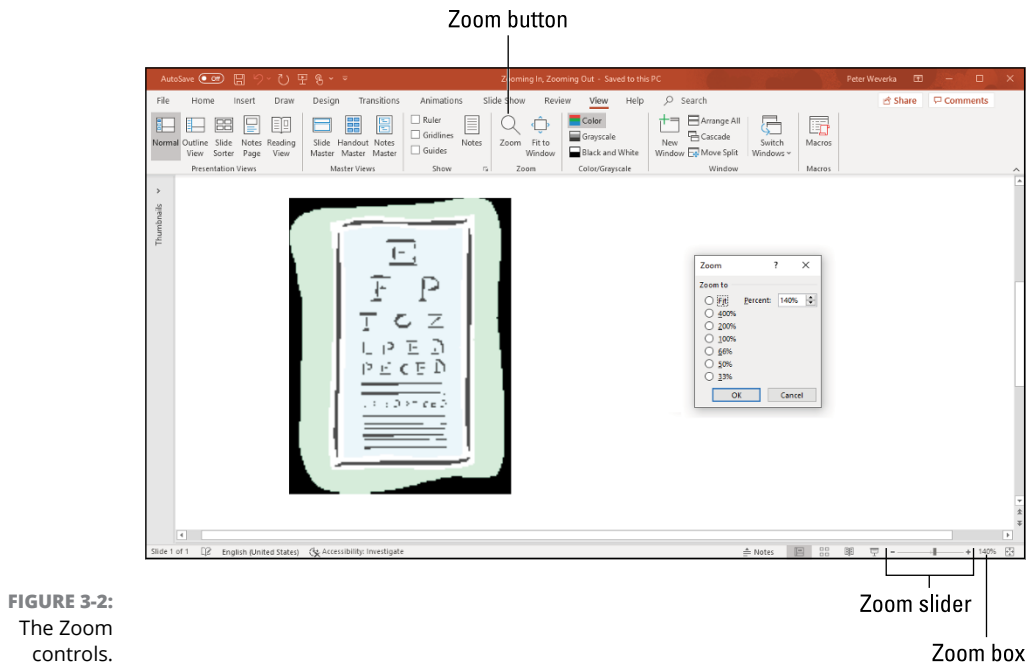 Zoom button
AutoSave Off Zooming In, Zooming Out - Saved to this PC Peter Weverka
File Home Insert Draw Design Transitions Animations Slide Show Review View Help Search Share Comments
Normal Outline View Slide Sorter Notes Page Reading View
Presentation Views
Slide Master Handout Master Notes Master
Master Views
Ruler
Gridlines
Guides
Notes
Show
Zoom Fit to Window
Zoom
Color
Grayscale
Black and White
Color/Grayscale
New Window
Arrange All
Cascade
Move Split
Switch Windows
Window
Macros
Macros
Thumbnails
E
F P
T C Z
L P E D
P E C F D
Zoom ?
Zoom to
Fit Percent: 140%
400%
200%
100%
66%
50%
33%
OK Cancel
Slide 1 of 1 English (United States) Accessibility: Investigate Notes - + 140%
Zoom slider
Zoom box
FIGURE 3-2:
The Zoom
controls.